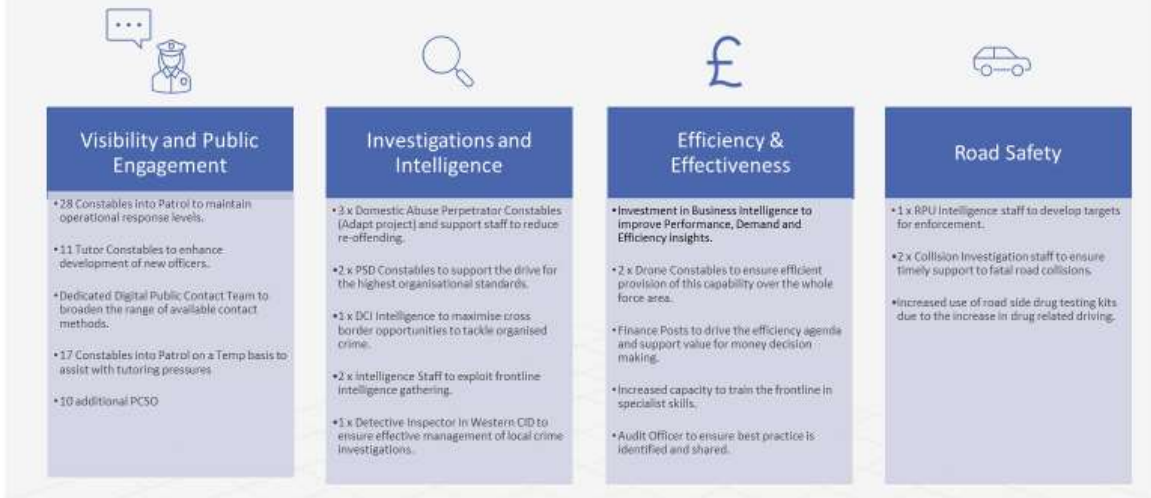 Visibility and Public
Engagement
•28 Constables into Patrol to maintain
operational response levels.
•11 Tutor Constables to enhance
development of new officers.
•Dedicated Digital Public Contact Team to
broaden the range of available contact
methods.
•17 Constables into Patrol on a Temp basis to
assist with tutoring pressures
•10 additional PCSO
Investigations and
Intelligence
•3 x Domestic Abuse Perpetrator Constables
(Adapt project) and support staff to reduce
re-offending.
•2 x PSD Constables to support the drive for
the highest organisational standards.
•1 x DCI Intelligence to maximise cross
border opportunities to tackle organised
crime.
•2 x Intelligence Staff to exploit frontline
intelligence gathering.
•1 x Detective Inspector in Western CID to
ensure effective management of local crime
investigations.
£
Efficiency &
Effectiveness
•Investment in Business Intelligence to
improve Performance, Demand and
Efficiency Insights.
•2 x Drone Constables to ensure efficient
provision of this capability over the whole
force area.
•Finance Posts to drive the efficiency agenda
and support value for money decision
making.
•Increased capacity to train the frontline in
specialist skills.
•Audit Officer to ensure best practice is
identified and shared.
Road Safety
•1 x RPU Intelligence staff to develop targets
for enforcement.
•2 x Collision Investigation staff to ensure
timely support to fatal road collisions.
•Increased use of road side drug testing kits
due to the increase in drug related driving.